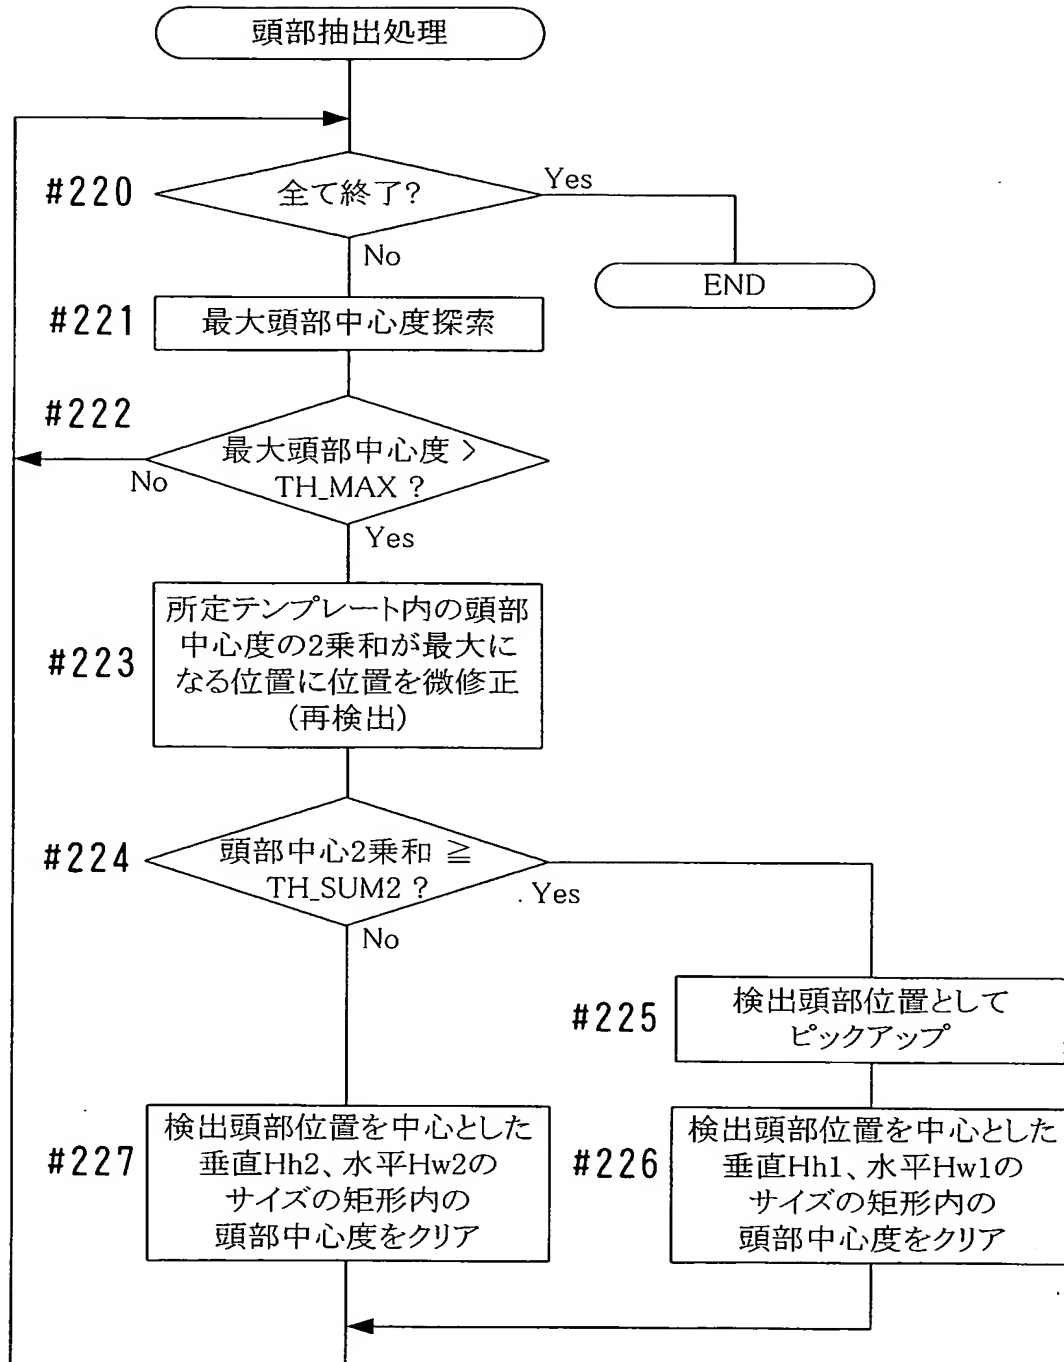 頭部抽出処理
#220
全て終了?
Yes
No
END
#221
最大頭部中心度探索
#222
最大頭部中心度 >
TH_MAX ?
No
Yes
#223
所定テンプレート内の頭部
中心度の2乗和が最大に
なる位置に位置を微修正
(再検出)
#224
頭部中心2乗和 ≧
TH_SUM2 ?
Yes
No
#225
検出頭部位置として
ピックアップ
#227
検出頭部位置を中心とした
垂直Hh2、水平Hw2の
サイズの矩形内の
頭部中心度をクリア
#226
検出頭部位置を中心とした
垂直Hh1、水平Hw1の
サイズの矩形内の
頭部中心度をクリア